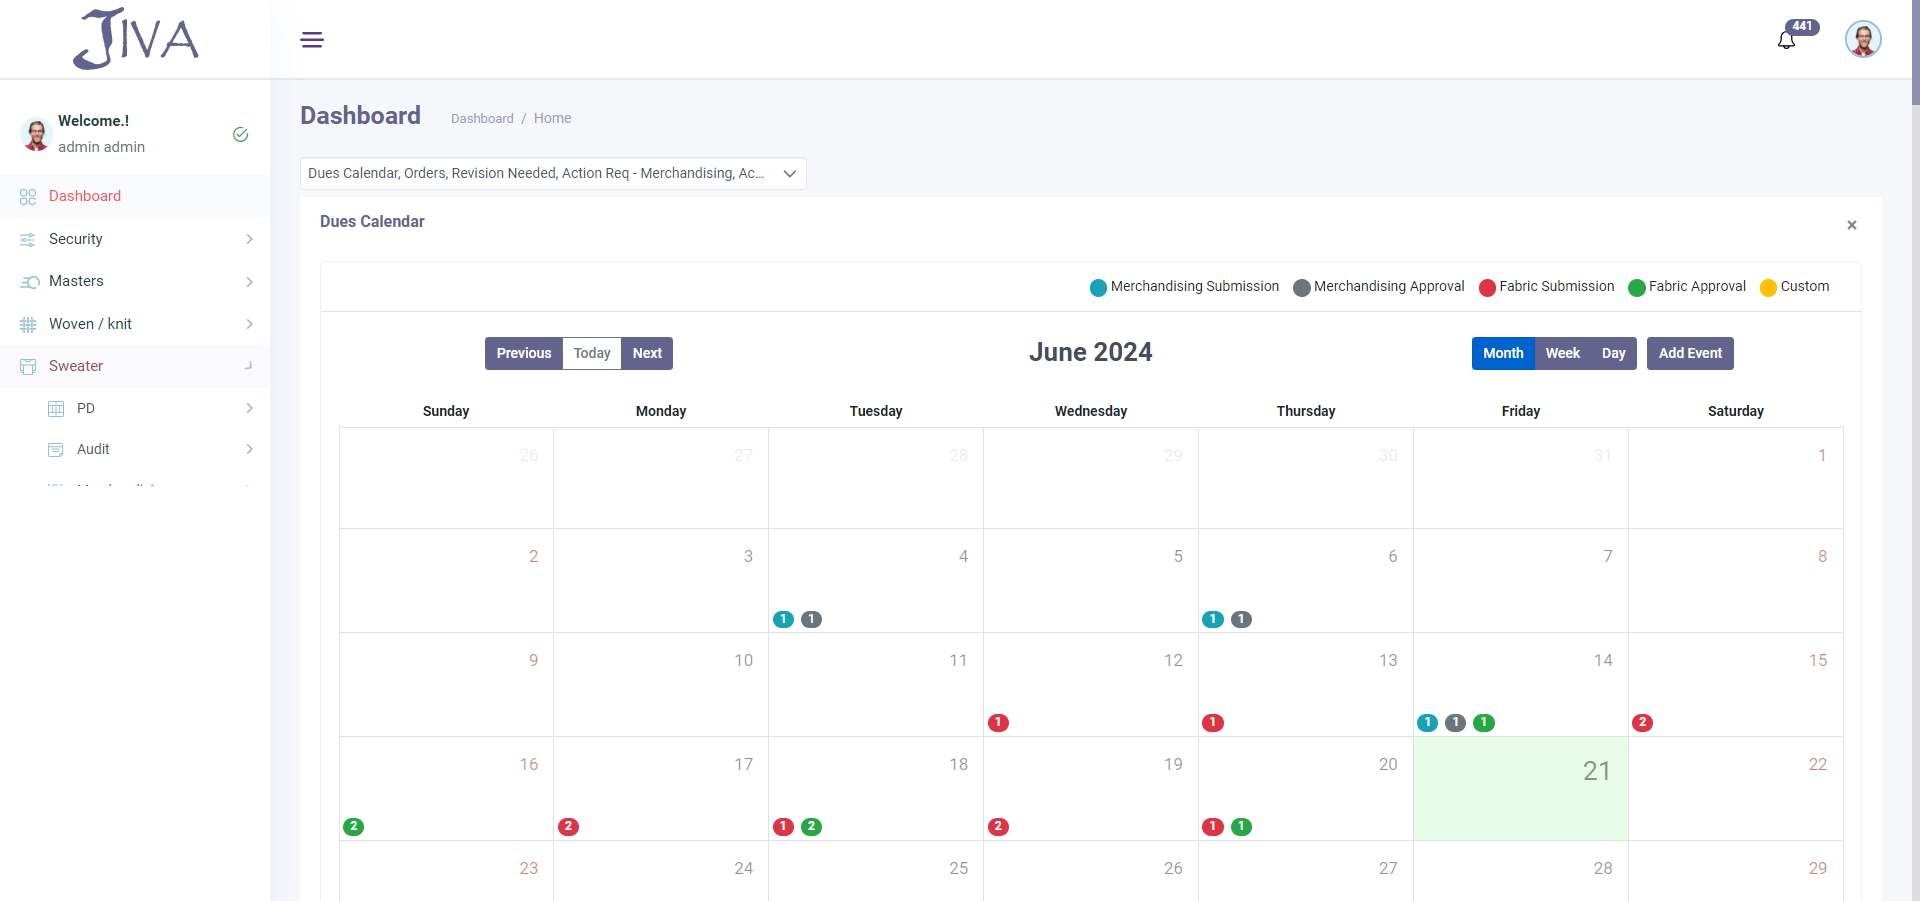 JIVA
441
Welcome.!
admin admin
Dashboard
Security
Masters
Woven / knit
Sweater
PD
Audit
Dashboard
Dashboard / Home
Dues Calendar, Orders, Revision Needed, Action Req - Merchandising, Ac...
Dues Calendar
×
Merchandising Submission Merchandising Approval Fabric Submission Fabric Approval Custom
Previous Today Next
June 2024
Month Week Day Add Event
Sunday Monday Tuesday Wednesday Thursday Friday Saturday
26 27 28 29 30 31 1
2 3 4 5 6 7 8
1 1 1 1
9 10 11 12 13 14 15
1 1 1 1 1 2
16 17 18 19 20 21 22
2 2 1 2 2 1 1
23 24 25 26 27 28 29